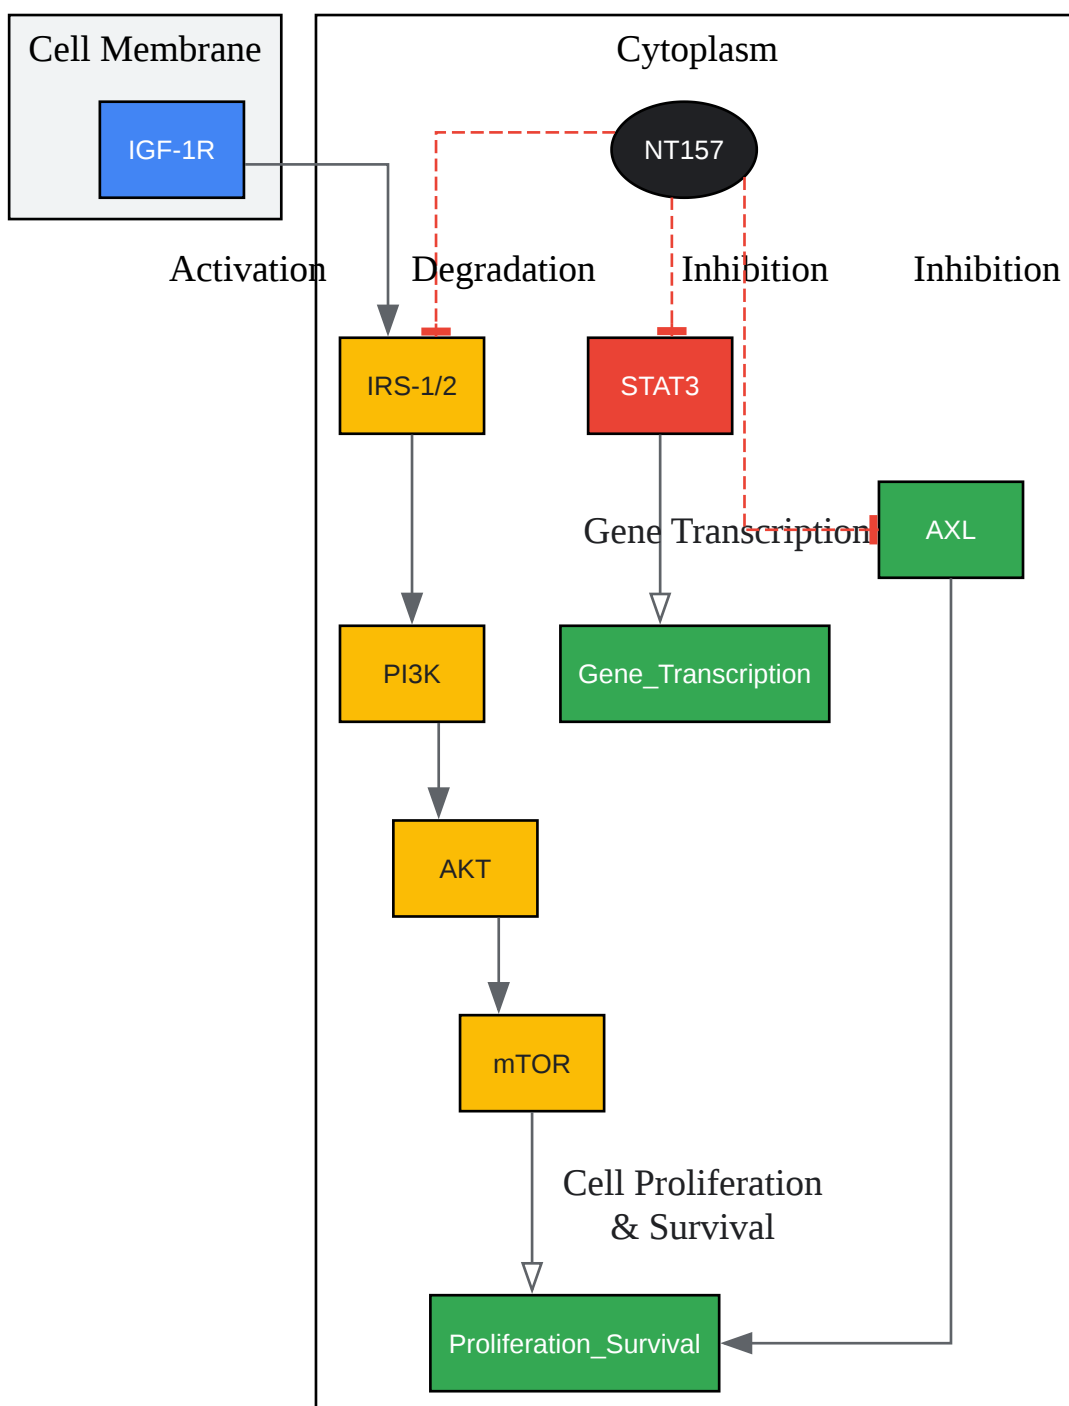 Cell Membrane
Cytoplasm
IGF-1R
NT157
Activation
Degradation
Inhibition
Inhibition
IRS-1/2
STAT3
Gene Transcription
AXL
PI3K
Gene_Transcription
AKT
mTOR
Cell Proliferation
& Survival
Proliferation_Survival